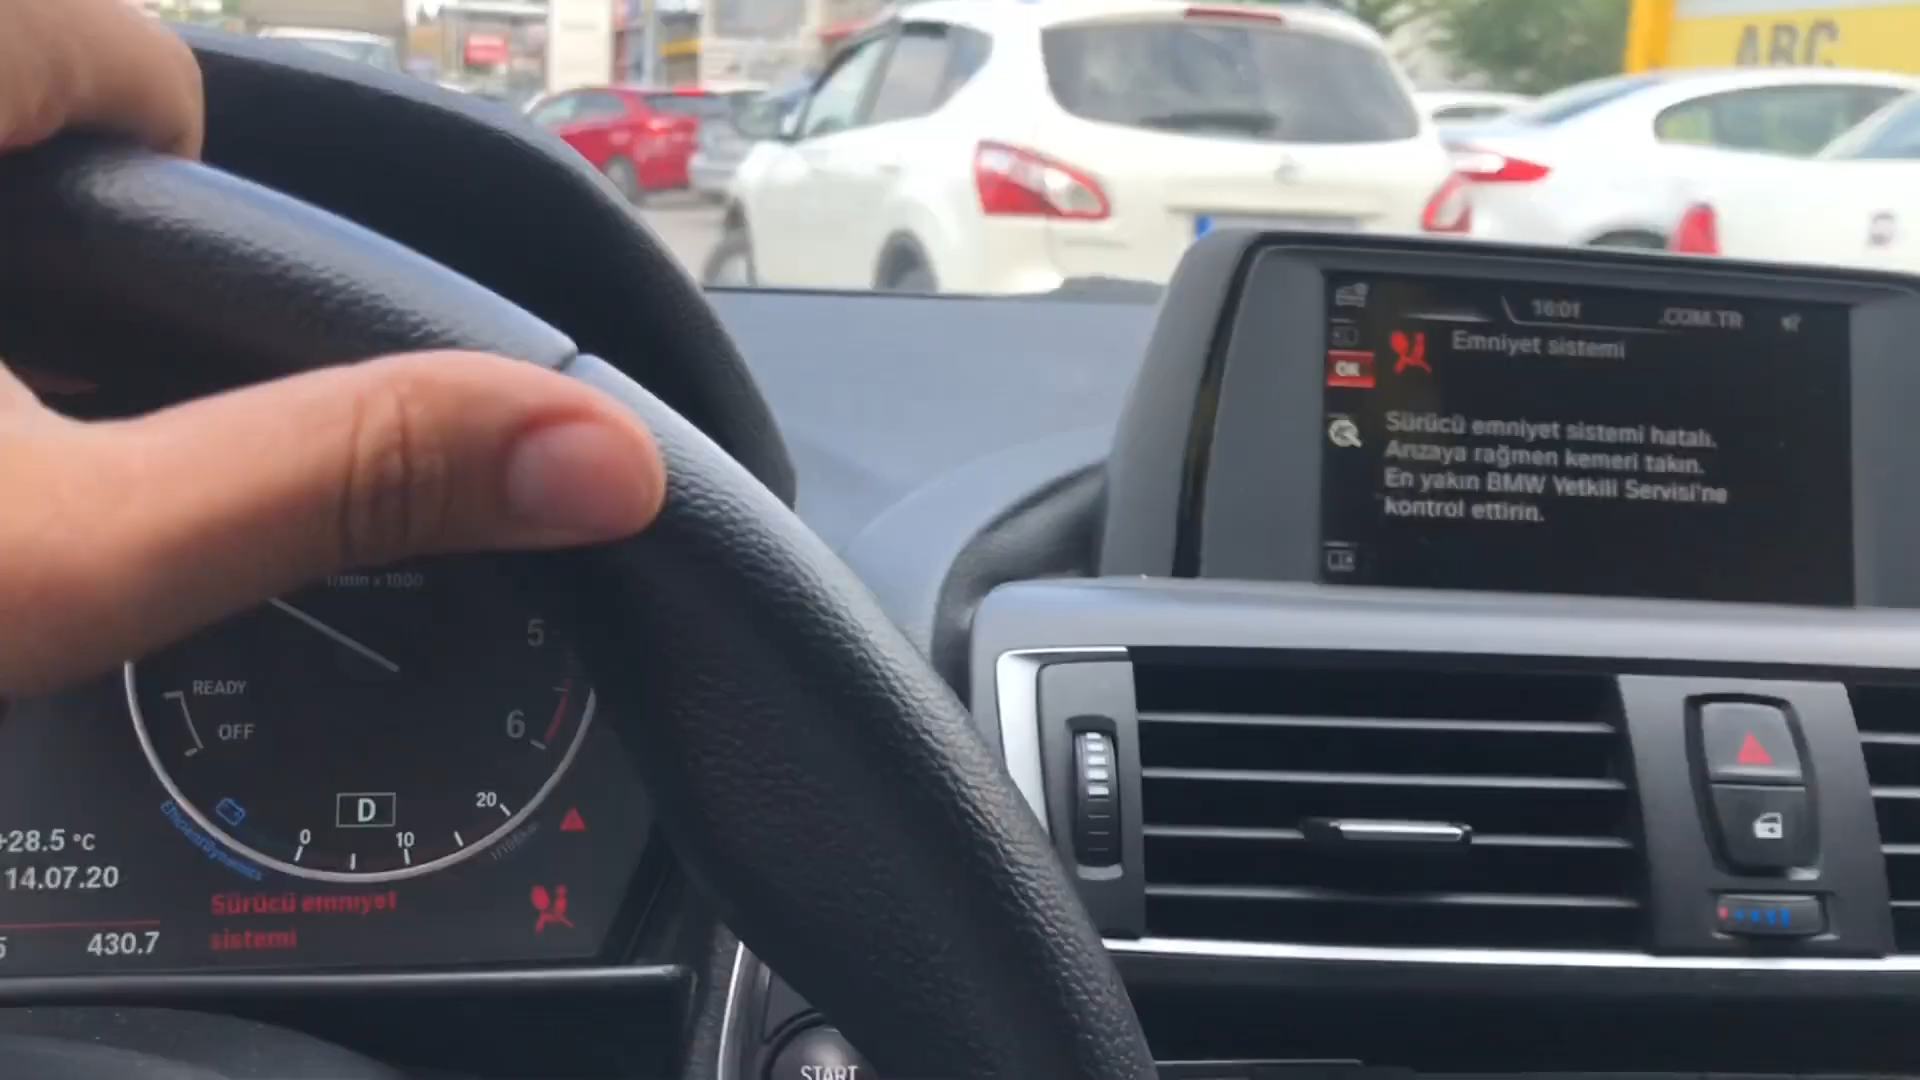 ABC
16:01
.COM.TR
Emniyet sistemi
OK
Sürücü emniyet sistemi hatalı.
Arızaya rağmen kemeri takın.
En yakın BMW Yetkili Servisi'ne
kontrol ettirin.
1/min x 1000
5
READY
6
OFF
D
20
0
10
EfficientDynamics
+28.5 °C
14.07.20
Sürücü emniyet
sistemi
430.7
START